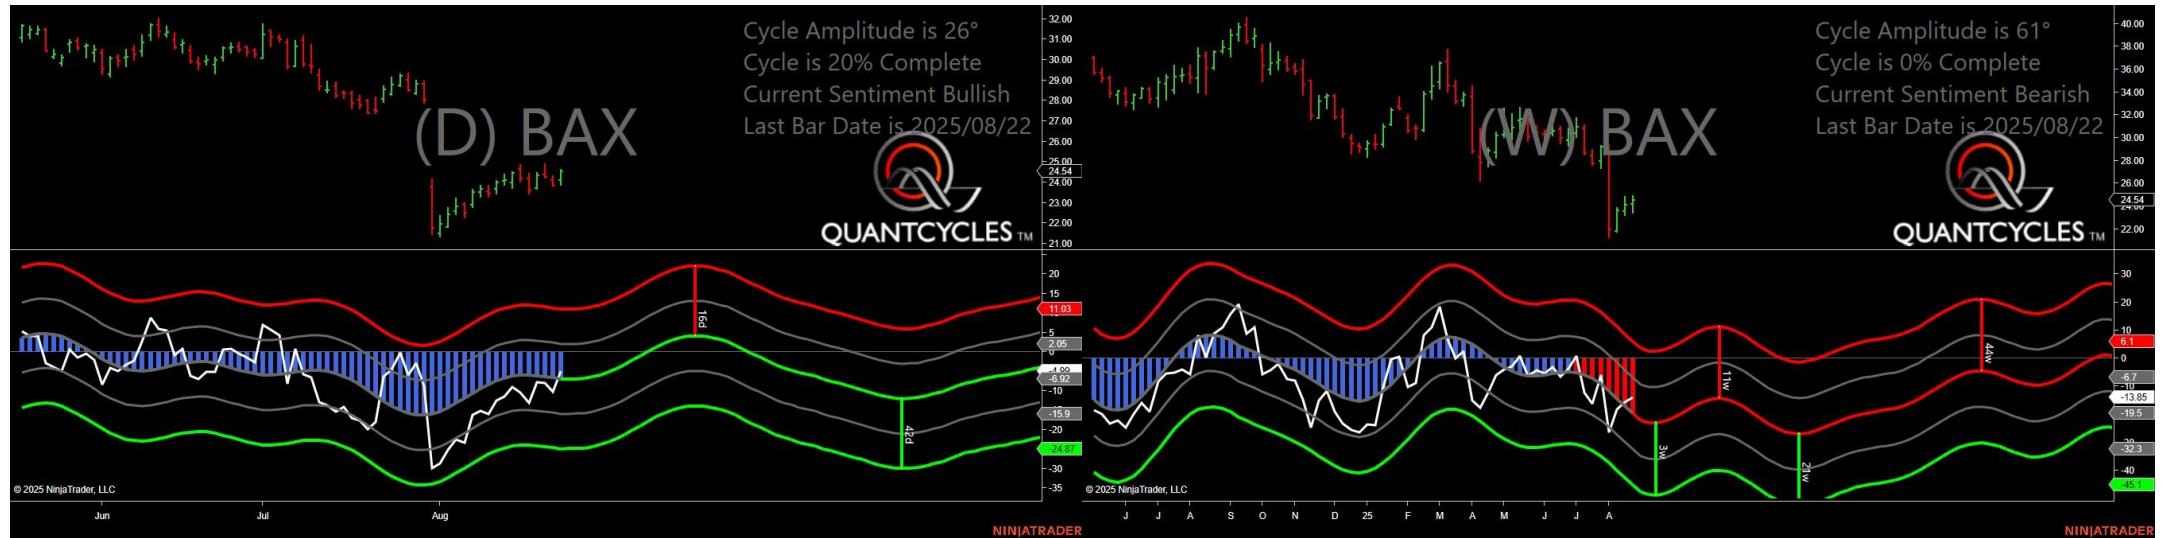 Cycle Amplitude is 26°
Cycle is 20% Complete
Current Sentiment Bullish
Last Bar Date is 2025/08/22
(D) BAX
QUANTCYCLES TM
32.00
31.00
30.00
29.00
28.00
27.00
26.00
25.00
24.54
24.00
23.00
22.00
21.00
20
15
11.03
5
2.05
0
-4.99
-6.92
-10
-15.9
-20
-24.87
-30
-35
16d
42d
© 2025 NinjaTrader, LLC
Jun Jul Aug
NINJATRADER
Cycle Amplitude is 61°
Cycle is 0% Complete
Current Sentiment Bearish
Last Bar Date is 2025/08/22
(W) BAX
QUANTCYCLES TM
40.00
38.00
36.00
34.00
32.00
30.00
28.00
26.00
24.54
22.00
30
20
10
6.1
0
-6.7
-13.85
-19.5
-32.3
-40
-45.1
11w
44w
3w
21w
© 2025 NinjaTrader, LLC
J J A S O N D 25 F M A M J J A
NINJATRADER